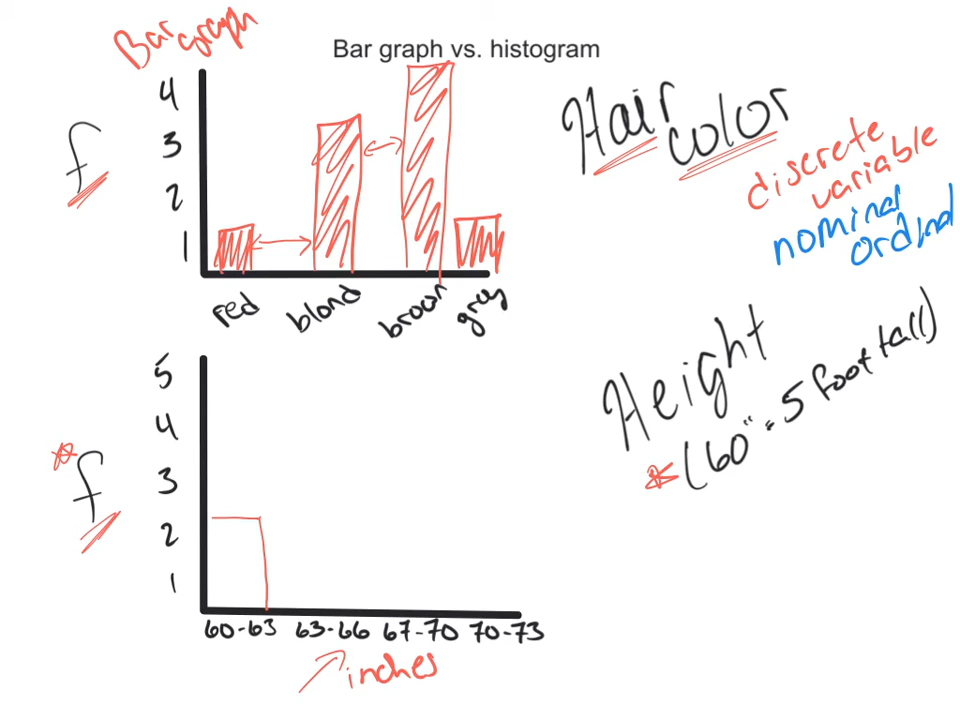 Bar graph
Bar graph vs. histogram
4
3
2
1
f
red blond brown grey
Hair color
discrete
variable
nominal
ordinal
5
4
3
2
1
*f
60-63 63-66 67-70 70-73
inches
Height
*(60" = 5 foot tall)